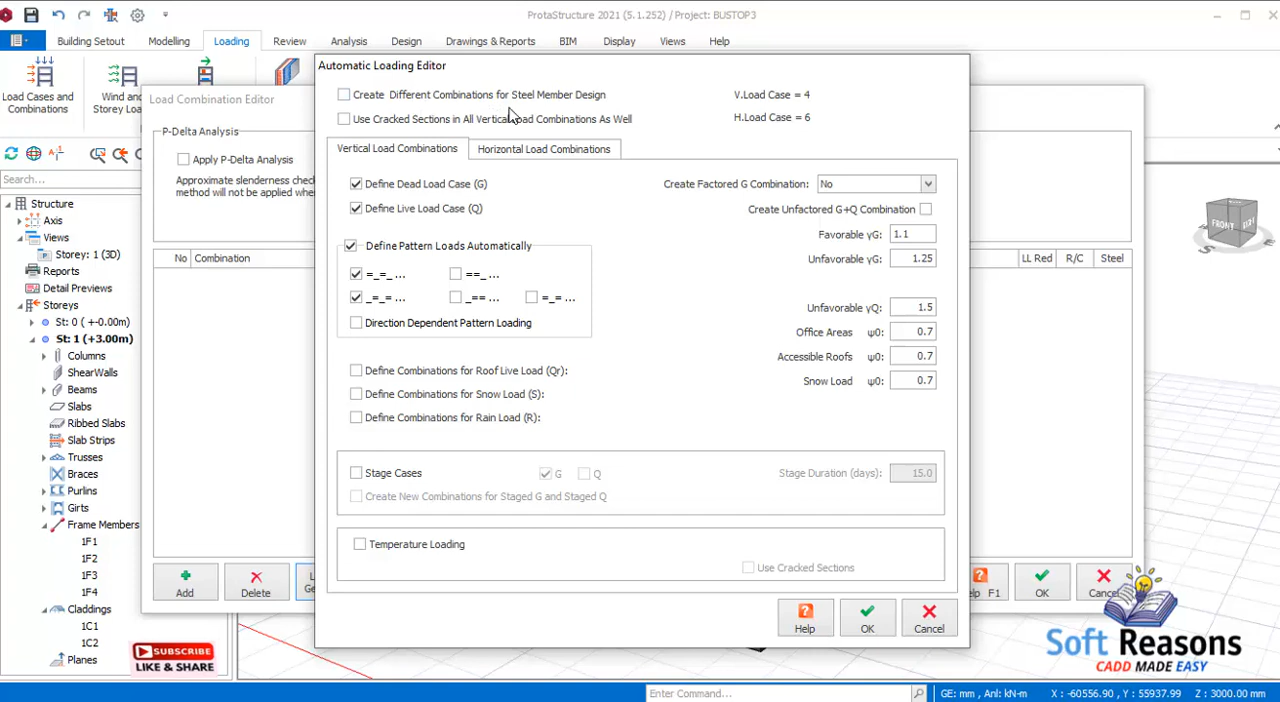 ProtaStructure 2021 (5.1.252) / Project: BUSTOP3
Building Setout Modelling Loading Review Analysis Design Drawings & Reports BIM Display Views Help
Load Cases and Combinations
Wind and Storey Loa
Search...
Structure
Axis
Views
Storey: 1 (3D)
Reports
Detail Previews
Storeys
St: 0 ( +-0.00m)
St: 1 (+3.00m)
Columns
ShearWalls
Beams
Slabs
Ribbed Slabs
Slab Strips
Trusses
Braces
Purlins
Girts
Frame Members
1F1
1F2
1F3
1F4
Claddings
1C1
1C2
Planes
Load Combination Editor
P-Delta Analysis
Apply P-Delta Analysis
Approximate slenderness chec
method will not be applied when
No Combination
LL Red R/C Steel
Add
Delete
L
Ge
elp F1
OK
Cance
Automatic Loading Editor
Create Different Combinations for Steel Member Design
V.Load Case = 4
Use Cracked Sections in All Vertical Load Combinations As Well
H.Load Case = 6
Vertical Load Combinations Horizontal Load Combinations
Define Dead Load Case (G)
Create Factored G Combination: No
Define Live Load Case (Q)
Create Unfactored G+Q Combination
Favorable γG: 1.1
Define Pattern Loads Automatically
Unfavorable γG: 1.25
=_=_ ... ==_ ...
_=_= ... _== ... =_= ...
Unfavorable γQ: 1.5
Direction Dependent Pattern Loading
Office Areas ψ0: 0.7
Accessible Roofs ψ0: 0.7
Define Combinations for Roof Live Load (Qr):
Snow Load ψ0: 0.7
Define Combinations for Snow Load (S):
Define Combinations for Rain Load (R):
Stage Cases G Q Stage Duration (days): 15.0
Create New Combinations for Staged G and Staged Q
Temperature Loading
Use Cracked Sections
Help OK Cancel
SUBSCRIBE
LIKE & SHARE
Soft Reasons
CADD MADE EASY
Enter Command...
GE: mm , Anl: kN-m X : -60556.90 , Y : 55937.99 Z : 3000.00 mm